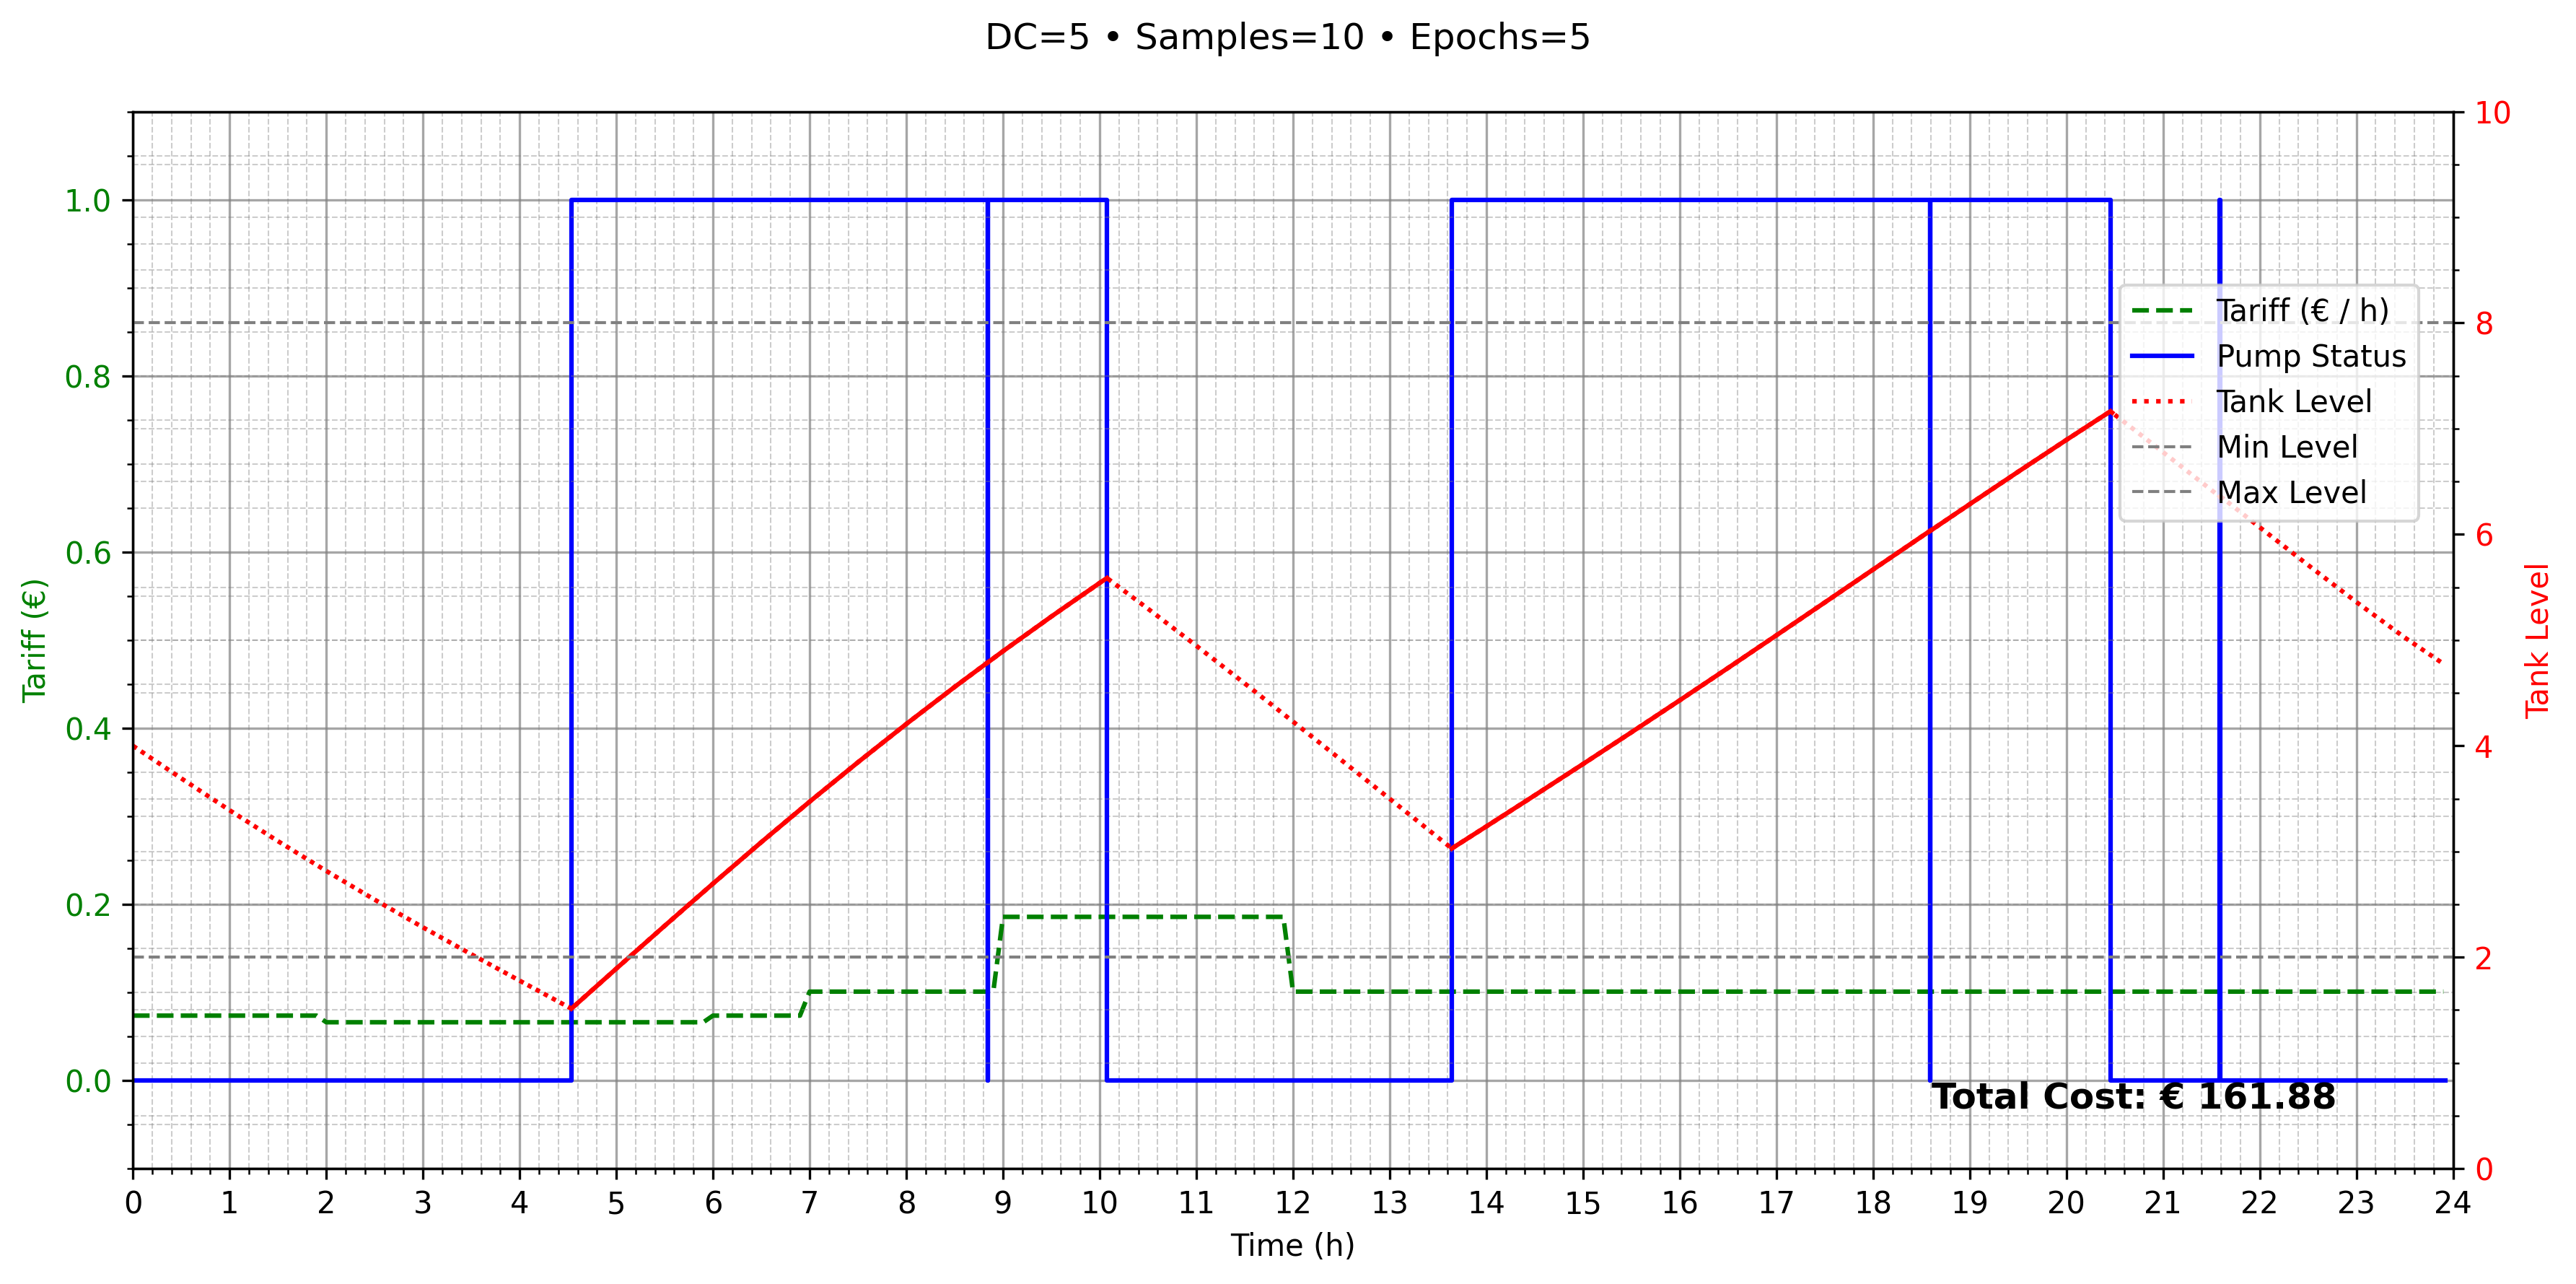 DC=5 • Samples=10 • Epochs=5
10
1.0
Tariff (€ / h)
8
Pump Status
0.8
Tank Level
Min Level
Max Level
0.6
6
Tariff (€)
Tank Level
0.4
4
0.2
2
0.0
Total Cost: € 161.88
0
0 1 2 3 4 5 6 7 8 9 10 11 12 13 14 15 16 17 18 19 20 21 22 23 24
Time (h)